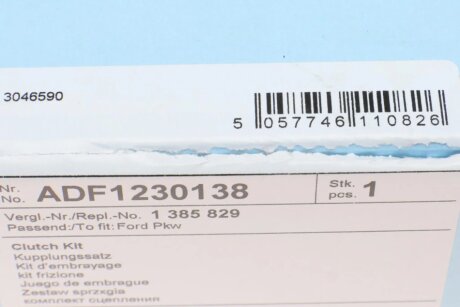 3046590
5 057746 110826
Nr.
No. ADF1230138
Stk.
pcs. 1
Vergl.-Nr./Repl.-No. 1 385 829
Passend:/To fit: Ford Pkw
Clutch Kit
Kupplungssatz
Kit d'embrayage
kit frizione
Juego de embrague
Zestaw sprzxgia
комплект сцепления